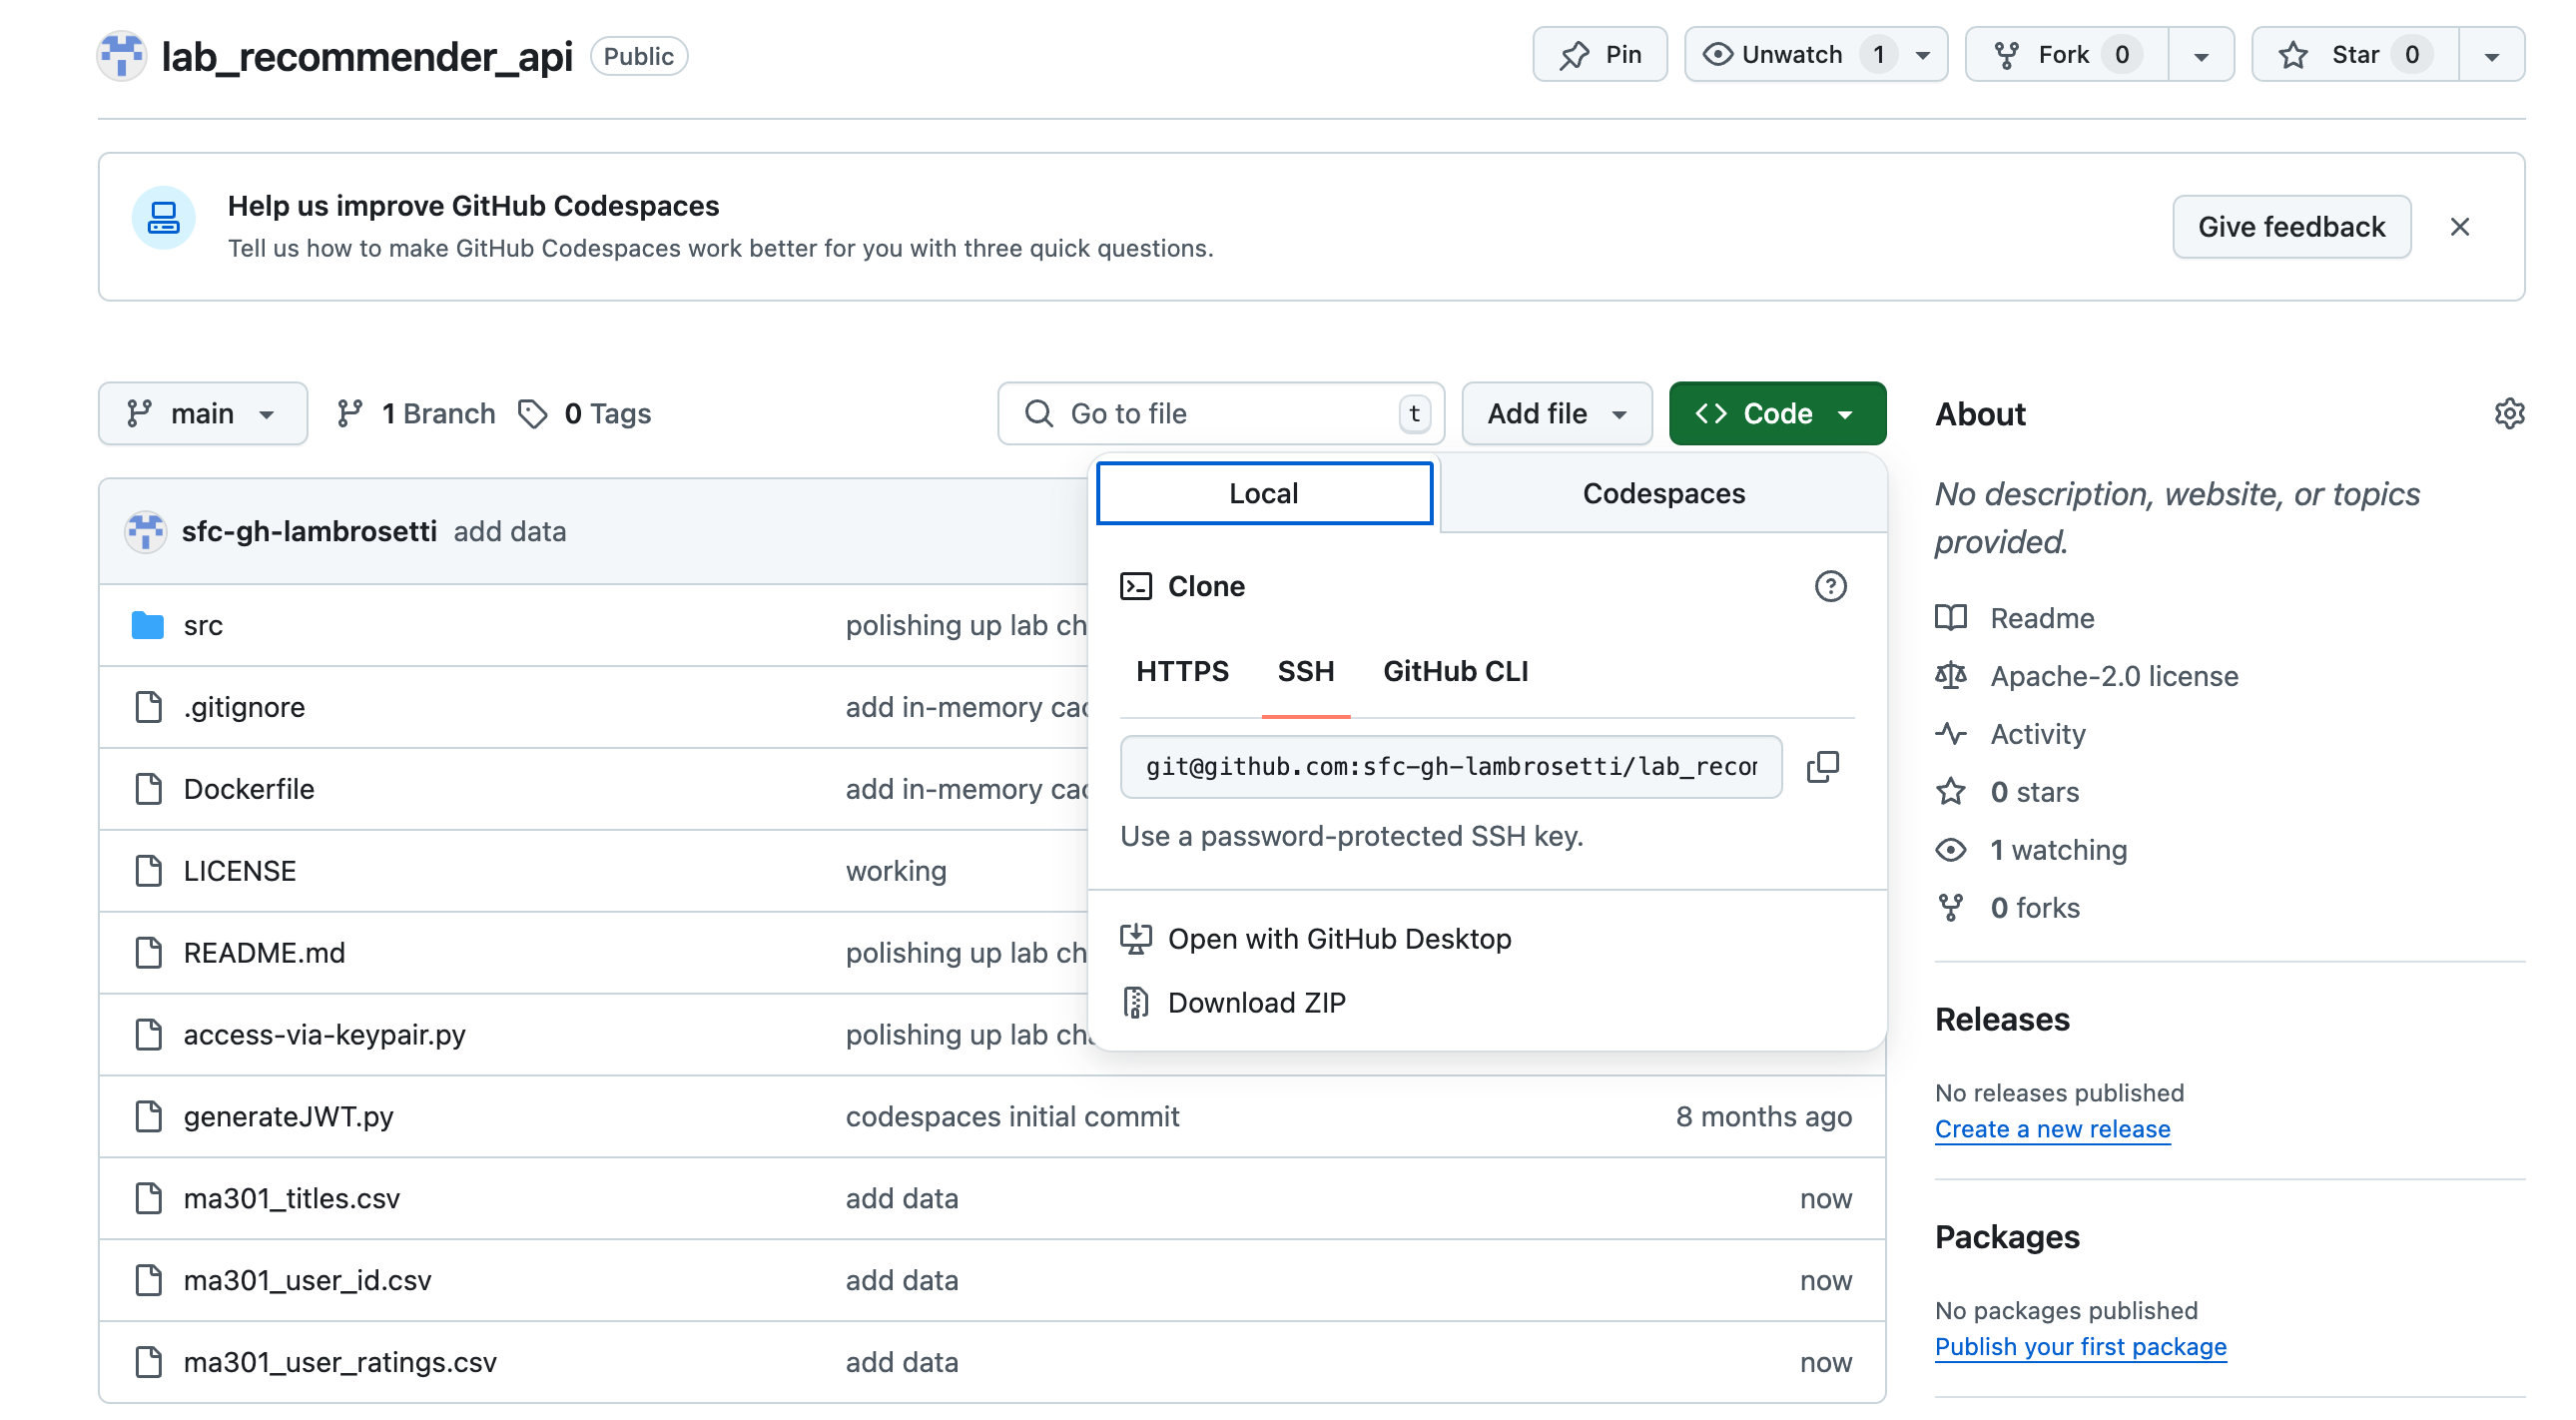 lab_recommender_api Public
Pin
Unwatch 1
Fork 0
Star 0
Help us improve GitHub Codespaces
Tell us how to make GitHub Codespaces work better for you with three quick questions.
Give feedback
main
1 Branch
0 Tags
Go to file
t
Add file
Code
Local
Codespaces
Clone
HTTPS
SSH
GitHub CLI
git@github.com:sfc-gh-lambrosetti/lab_recom
Use a password-protected SSH key.
Open with GitHub Desktop
Download ZIP
sfc-gh-lambrosetti add data
src polishing up lab ch
.gitignore add in-memory cac
Dockerfile add in-memory cac
LICENSE working
README.md polishing up lab ch
access-via-keypair.py polishing up lab cha
generateJWT.py codespaces initial commit 8 months ago
ma301_titles.csv add data now
ma301_user_id.csv add data now
ma301_user_ratings.csv add data now
About
No description, website, or topics
provided.
Readme
Apache-2.0 license
Activity
0 stars
1 watching
0 forks
Releases
No releases published
Create a new release
Packages
No packages published
Publish your first package